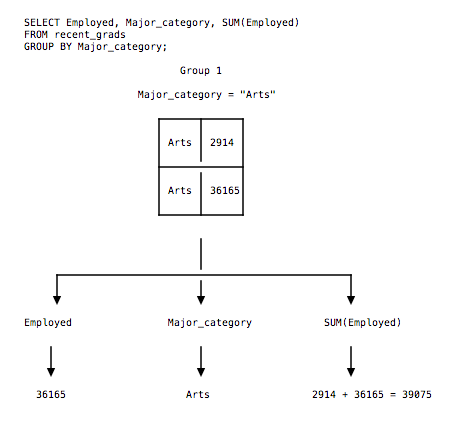 SELECT Employed, Major_category, SUM(Employed)
FROM recent_grads
GROUP BY Major_category;
Group 1
Major_category = "Arts"
Arts 2914
Arts 36165
Employed Major_category SUM(Employed)
36165 Arts 2914 + 36165 = 39075